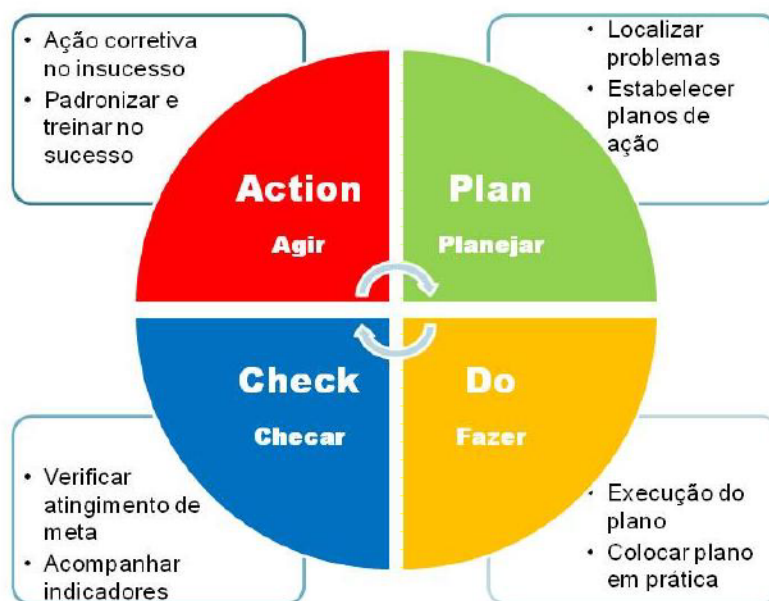 • Ação corretiva
no insucesso
• Padronizar e
treinar no
sucesso
• Localizar
problemas
• Estabelecer
planos de
ação
Action
Agir
Plan
Planejar
Check
Checar
Do
Fazer
• Verificar
atingimento de
meta
• Acompanhar
indicadores
• Execução do
plano
• Colocar plano
em prática